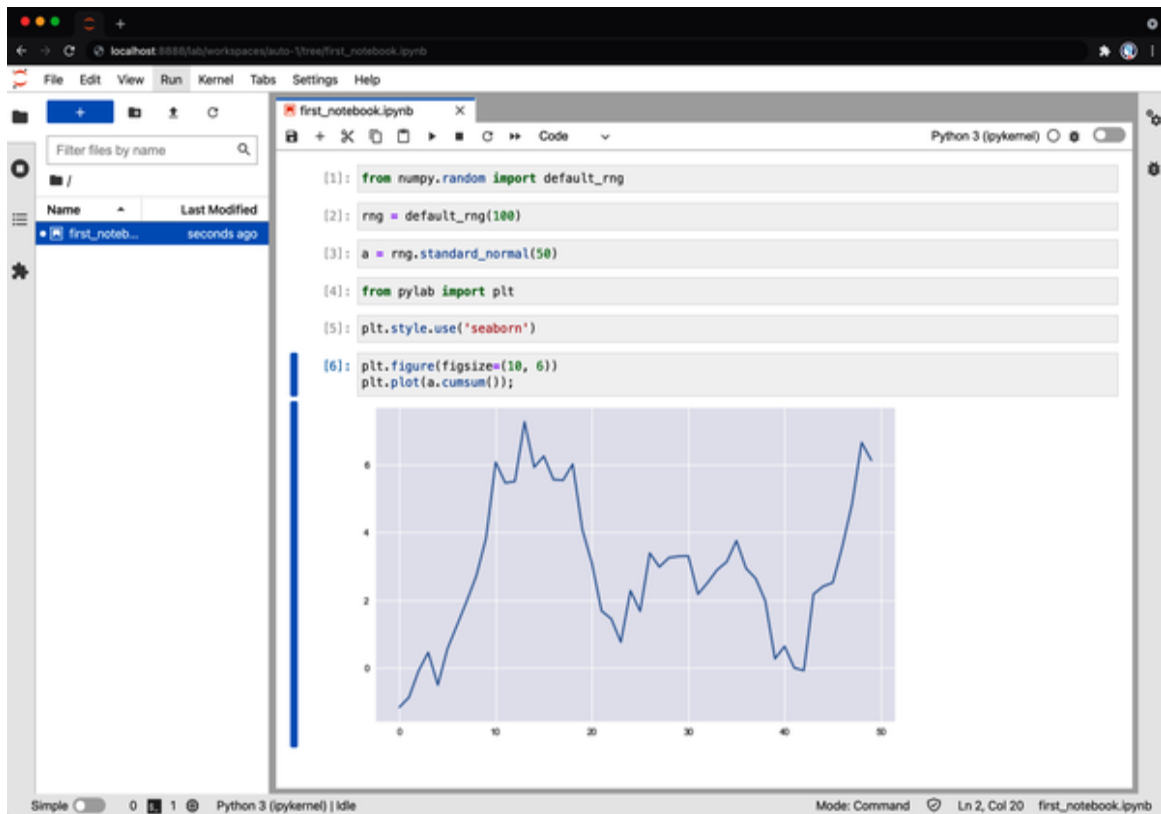 localhost:8888/lab/workspaces/auto-1/tree/first_notebook.ipynb
File Edit View Run Kernel Tabs Settings Help
first_notebook.ipynb
Filter files by name
/
Name Last Modified
first_noteb... seconds ago
Code
Python 3 (ipykernel)
[1]: from numpy.random import default_rng
[2]: rng = default_rng(100)
[3]: a = rng.standard_normal(50)
[4]: from pylab import plt
[5]: plt.style.use('seaborn')
[6]: plt.figure(figsize=(10, 6))
plt.plot(a.cumsum());
6
4
2
0
0 10 20 30 40 50
Simple 0 1 Python 3 (ipykernel) | Idle Mode: Command Ln 2, Col 20 first_notebook.ipynb